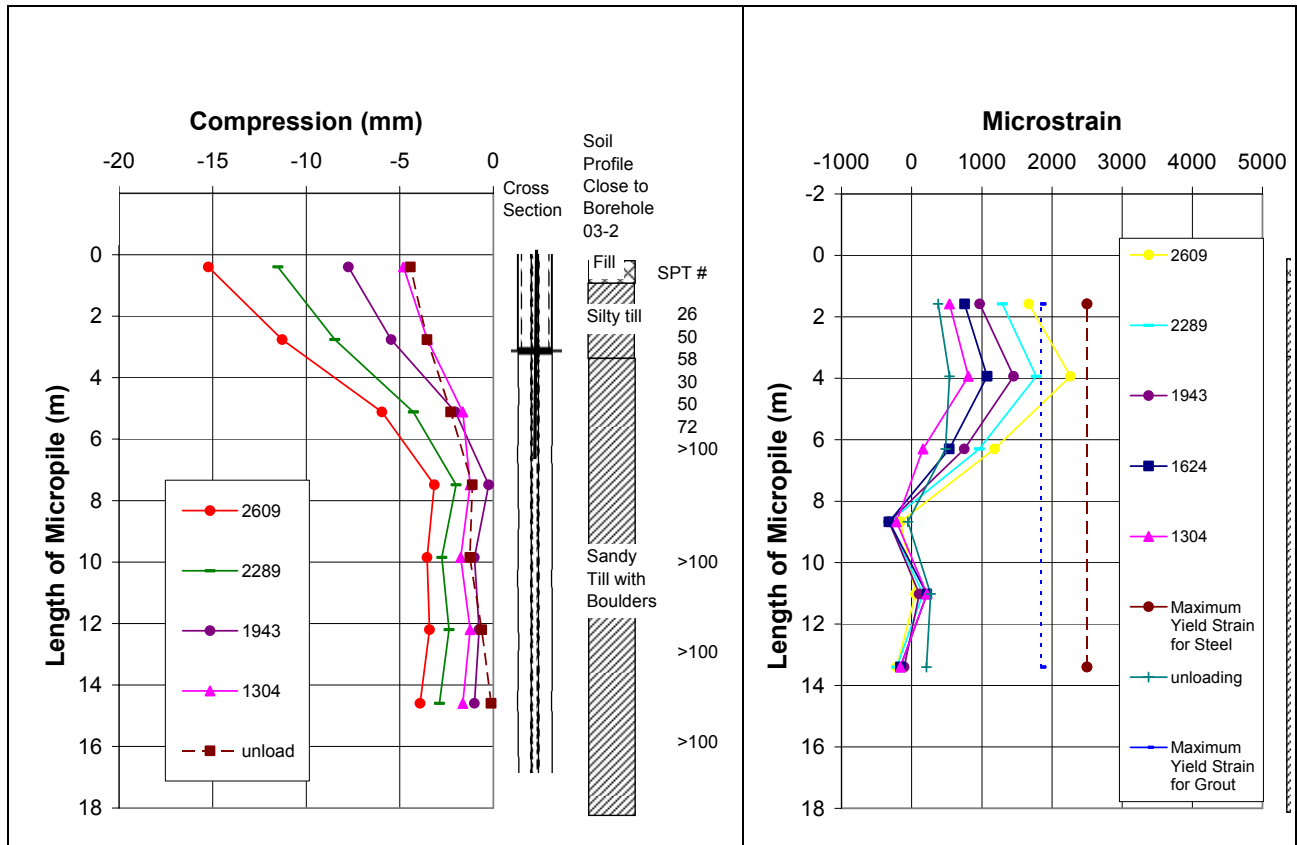 Compression (mm)
-20 -15 -10 -5 0
Cross
Section
Soil
Profile
Close to
Borehole
03-2
Length of Micropile (m)
0
2
4
6
8
10
12
14
16
18
2609
2289
1943
1304
unload
Fill
Silty till
Sandy
Till with
Boulders
SPT #
26
50
58
30
50
72
>100
>100
>100
>100
Microstrain
-1000 0 1000 2000 3000 4000 5000
Length of Micropile (m)
-2
0
2
4
6
8
10
12
14
16
18
2609
2289
1943
1624
1304
Maximum
Yield Strain
for Steel
unloading
Maximum
Yield Strain
for Grout